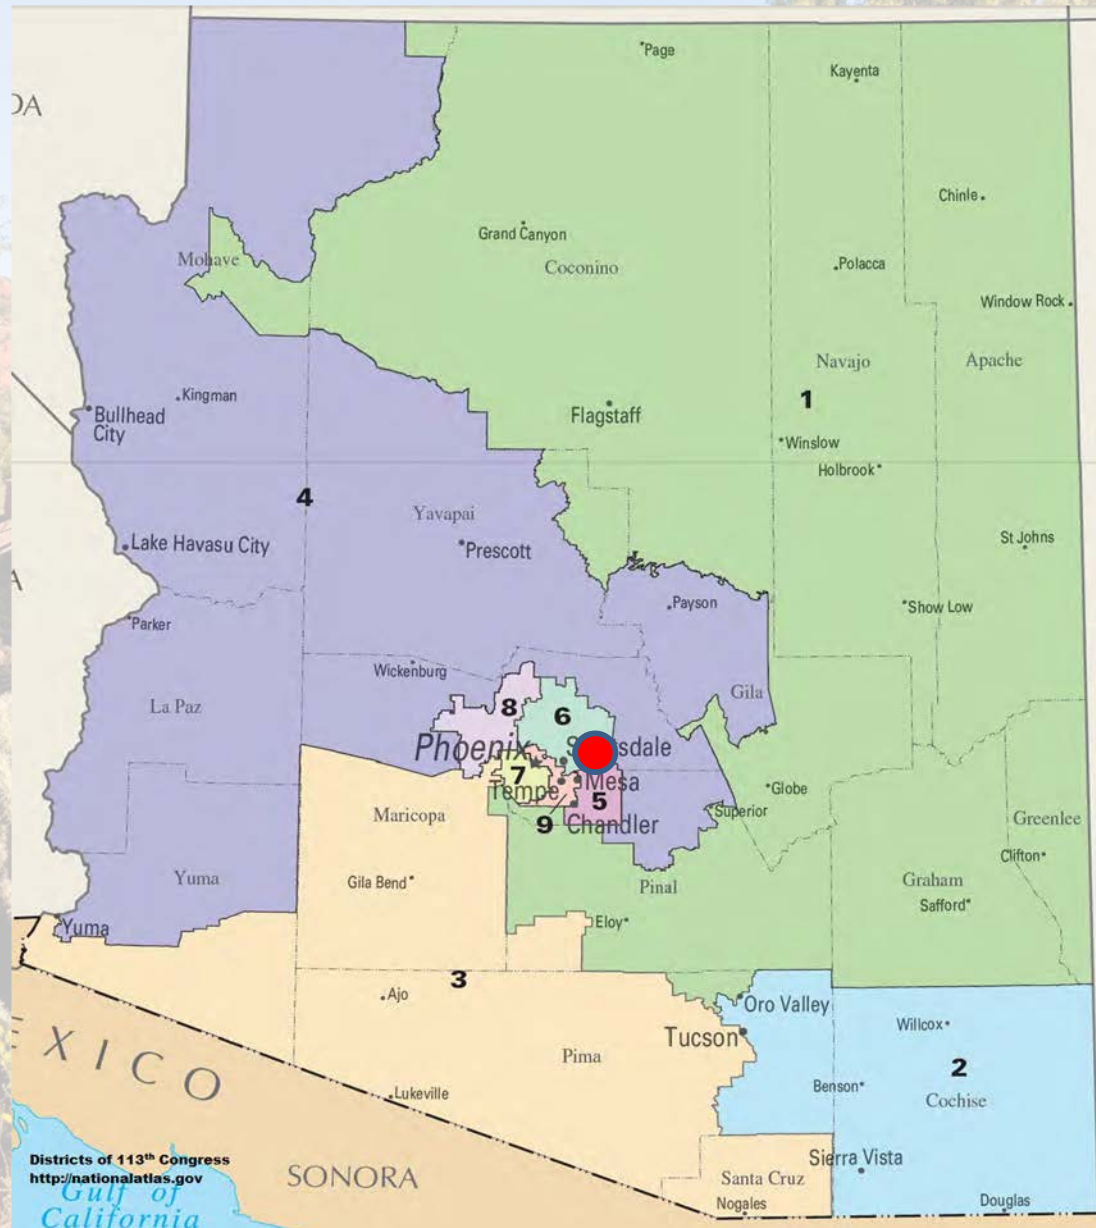 Page
Kayenta
DA
Chinle
Grand Canyon
Mohave
Coconino
Polacca
Window Rock
Navajo
Apache
1
Kingman
Bullhead
City
Flagstaff
Winslow
Holbrook
4
Yavapai
Prescott
Lake Havasu City
St Johns
A
Payson
Show Low
Parker
Wickenburg
Gila
La Paz
8
6
Phoenix
7
Tempe
Mesa
5
9
Chandler
Globe
Superior
Greenlee
Maricopa
Clifton
Yuma
Gila Bend
Pinal
Graham
Safford
Eloy
Yuma
3
Ajo
Oro Valley
Tucson
Willcox
EXICO
Pima
2
Benson
Cochise
Lukeville
Districts of 113th Congress
http://nationalatlas.gov
Gulf of
California
SONORA
Sierra Vista
Santa Cruz
Nogales
Douglas